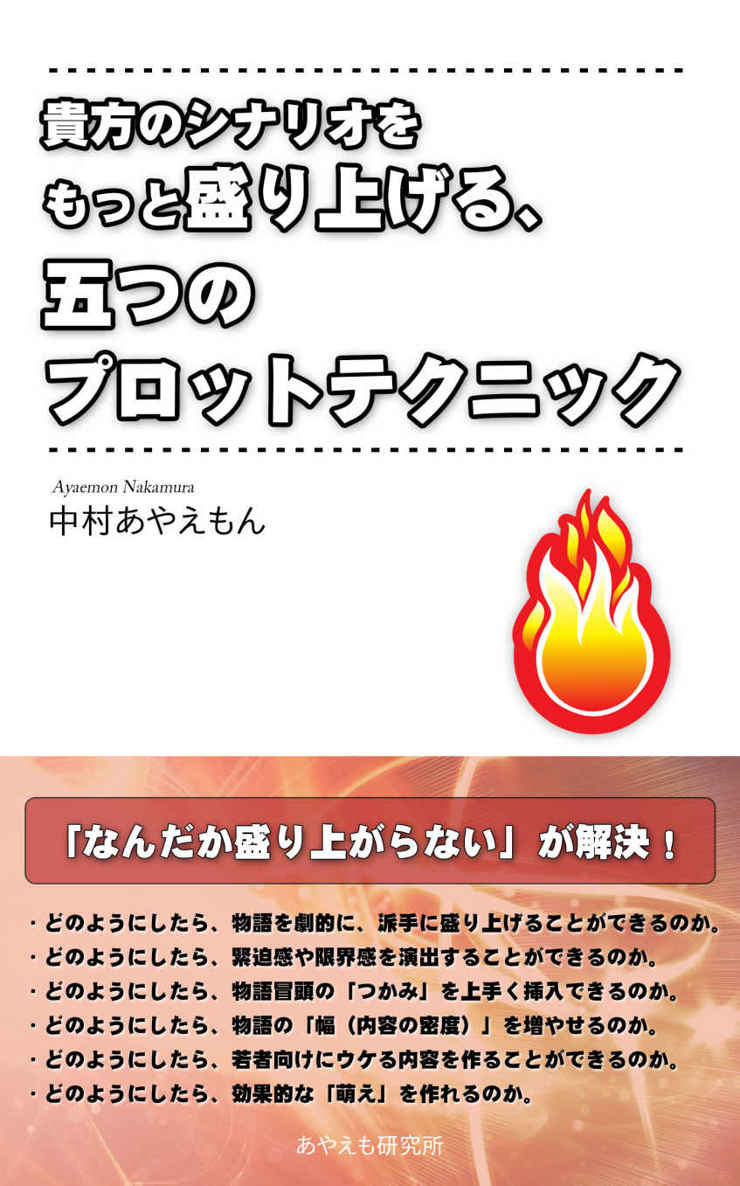 貴方のシナリオを
もっと盛り上げる、
五つの
プロットテクニック
Ayaemon Nakamura
中村あやえもん
「なんだか盛り上がらない」が解決！
・どのようにしたら、物語を劇的に、派手に盛り上げることができるのか。
・どのようにしたら、緊迫感や限界感を演出することができるのか。
・どのようにしたら、物語冒頭の「つかみ」を上手く挿入できるのか。
・どのようにしたら、物語の「幅（内容の密度）」を増やせるのか。
・どのようにしたら、若者向けにウケる内容を作ることができるのか。
・どのようにしたら、効果的な「萌え」を作れるのか。
あやえも研究所